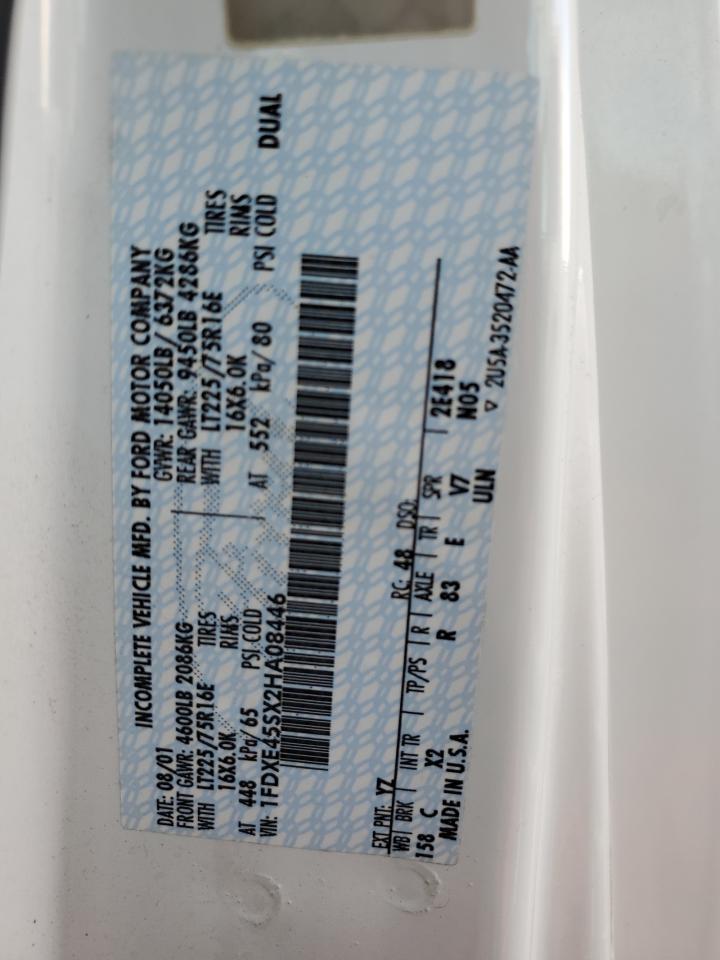 INCOMPLETE VEHICLE MFD. BY FORD MOTOR COMPANY
DATE: 08/01 GVWR: 14050LB/ 6372KG
FRONT GAWR: 4600LB 2086KG REAR GAWR: 9450LB 4286KG
WITH LT225/75R16E TIRES WITH LT225/75R16E TIRES
16X6.0K RIMS 16X6.0K RIMS
AT 448 kPa/65 PSI COLD AT 552 kPa/80 PSI COLD DUAL
VIN: 1FDXE45SX2HA08446
EXT PNT: YZ RC: 48 DSO:
WB BRK INT TR TP/PS R AXLE TR SPR 2E418
158 C X2 R 83 E V7 N05
MADE IN U.S.A. ULN ▽ 2U5A-3520472-AA